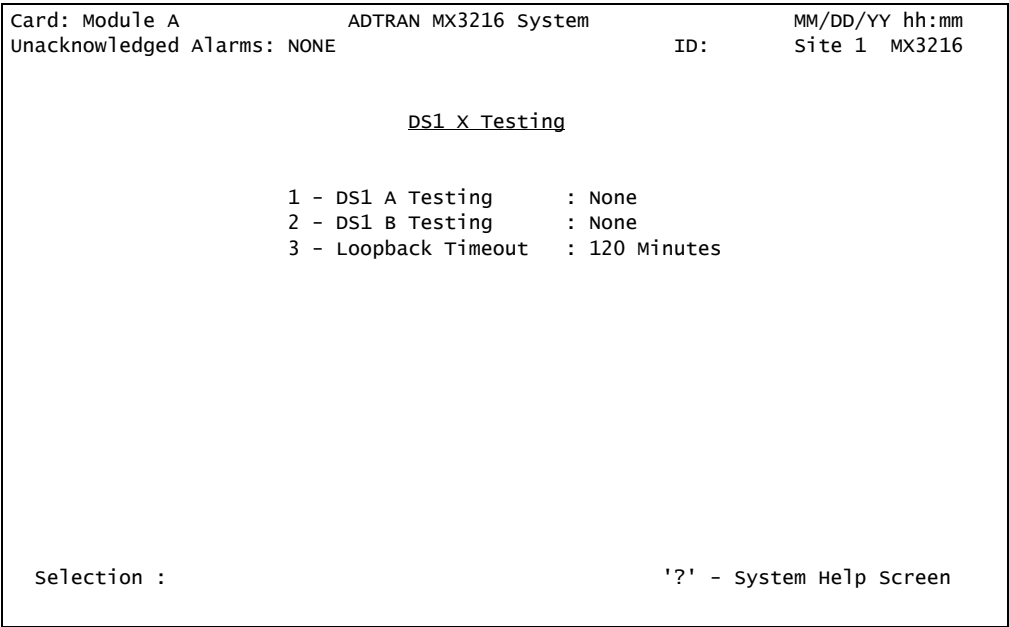 Card: Module A ADTRAN MX3216 System MM/DD/YY hh:mm
Unacknowledged Alarms: NONE ID: Site 1 MX3216
DS1 X Testing
1 – DS1 A Testing : None
2 – DS1 B Testing : None
3 – Loopback Timeout : 120 Minutes
Selection : '?' – System Help Screen